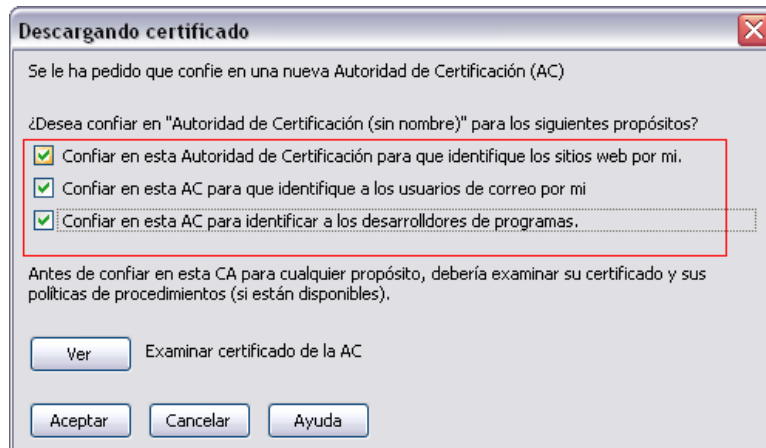 Descargando certificado
Se le ha pedido que confie en una nueva Autoridad de Certificación (AC)
¿Desea confiar en "Autoridad de Certificación (sin nombre)" para los siguientes propósitos?
Confiar en esta Autoridad de Certificación para que identifique los sitios web por mi.
Confiar en esta AC para que identifique a los usuarios de correo por mi
Confiar en esta AC para identificar a los desarrolldores de programas.
Antes de confiar en esta CA para cualquier propósito, debería examinar su certificado y sus
políticas de procedimientos (si están disponibles).
Ver Examinar certificado de la AC
Aceptar Cancelar Ayuda